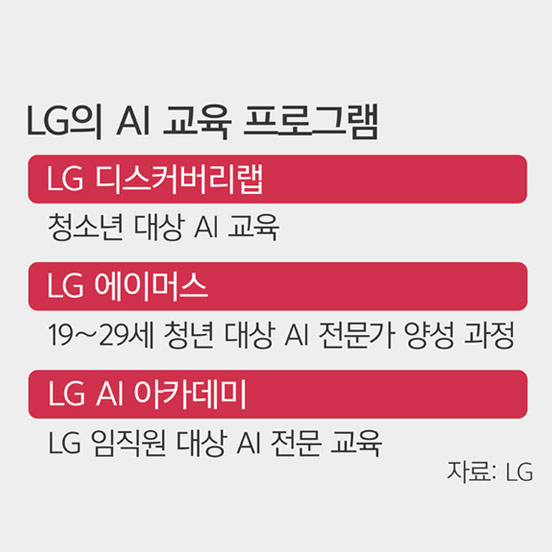 LG의 AI 교육 프로그램
LG 디스커버리랩
청소년 대상 AI 교육
LG 에이머스
19~29세 청년 대상 AI 전문가 양성 과정
LG AI 아카데미
LG 임직원 대상 AI 전문 교육
자료: LG